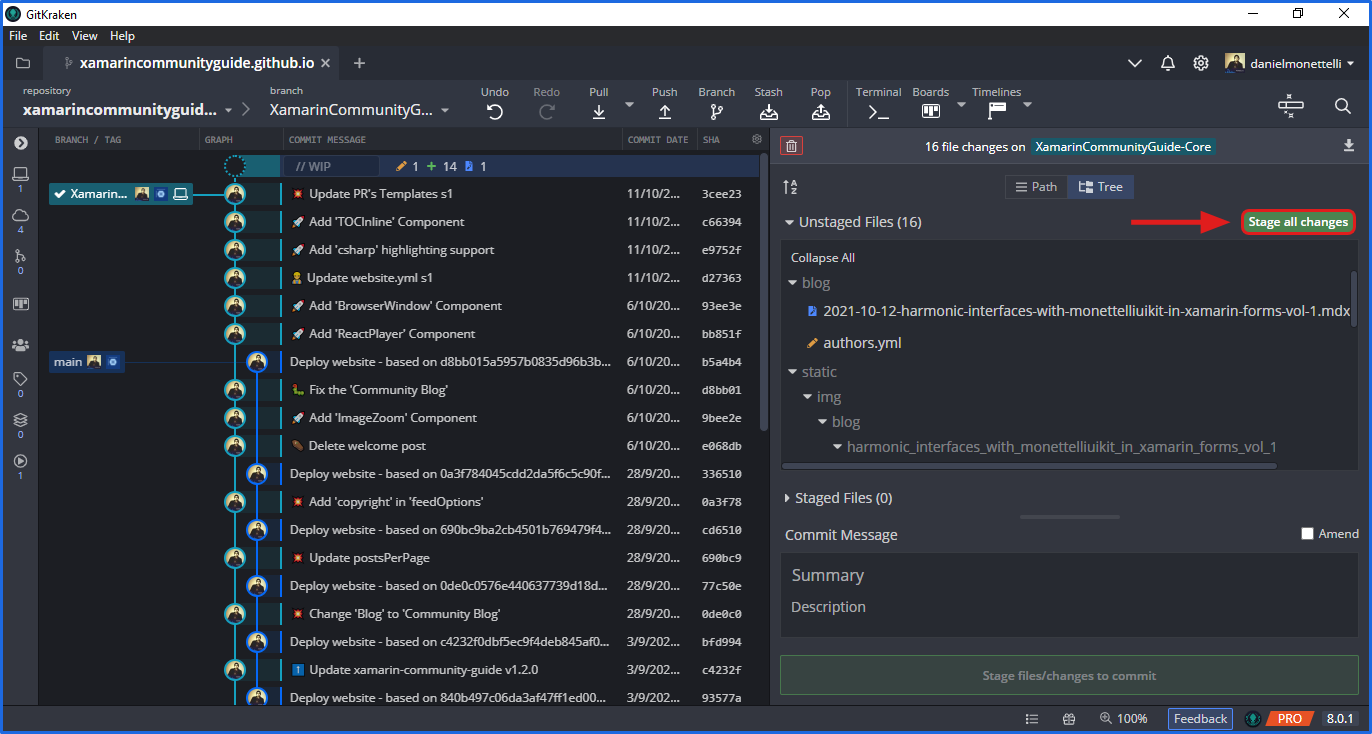 GitKraken
File Edit View Help
xamarincommunityguide.github.io
danielmonettelli
repository
xamarincommunityguid...
branch
XamarinCommunityG...
Undo
Redo
Pull
Push
Branch
Stash
Pop
Terminal
Boards
Timelines
BRANCH / TAG GRAPH COMMIT MESSAGE COMMIT DATE SHA
// WIP 1 + 14 1
Xamarin... Update PR's Templates s1 11/10/2... 3cee23
Add 'TOCInline' Component 11/10/2... c66394
Add 'csharp' highlighting support 11/10/2... e9752f
Update website.yml s1 11/10/2... d27363
Add 'BrowserWindow' Component 6/10/20... 93ee3e
Add 'ReactPlayer' Component 6/10/20... bb851f
main Deploy website - based on d8bb015a5957b0835d96b3b... 6/10/20... b5a4b4
Fix the 'Community Blog' 6/10/20... d8bb01
Add 'ImageZoom' Component 6/10/20... 9bee2e
Delete welcome post 6/10/20... e068db
Deploy website - based on 0a3f784045cdd2da5f6c5c90f... 28/9/20... 336510
Add 'copyright' in 'feedOptions' 28/9/20... 0a3f78
Deploy website - based on 690bc9ba2cb4501b769479f4... 28/9/20... cd6510
Update postsPerPage 28/9/20... 690bc9
Deploy website - based on 0de0c0576e440637739d18d... 28/9/20... 77c50e
Change 'Blog' to 'Community Blog' 28/9/20... 0de0c0
Deploy website - based on c4232f0dbf5ec9f4deb845af0... 3/9/202... bfd994
Update xamarin-community-guide v1.2.0 3/9/202... c4232f
Deploy website - based on 840b497c06da3af47ff1ed00... 3/9/202... 93577a
1
4
0
0
0
1
16 file changes on XamarinCommunityGuide-Core
Path Tree
Unstaged Files (16) Stage all changes
Collapse All
blog
2021-10-12-harmonic-interfaces-with-monettelliuikit-in-xamarin-forms-vol-1.mdx
authors.yml
static
img
blog
harmonic_interfaces_with_monettelliuikit_in_xamarin_forms_vol_1
Staged Files (0)
Commit Message Amend
Summary
Description
Stage files/changes to commit
100% Feedback PRO 8.0.1